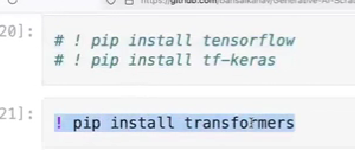 20]:
# ! pip install tensorflow
# ! pip install tf-keras
21]:
! pip install transformers